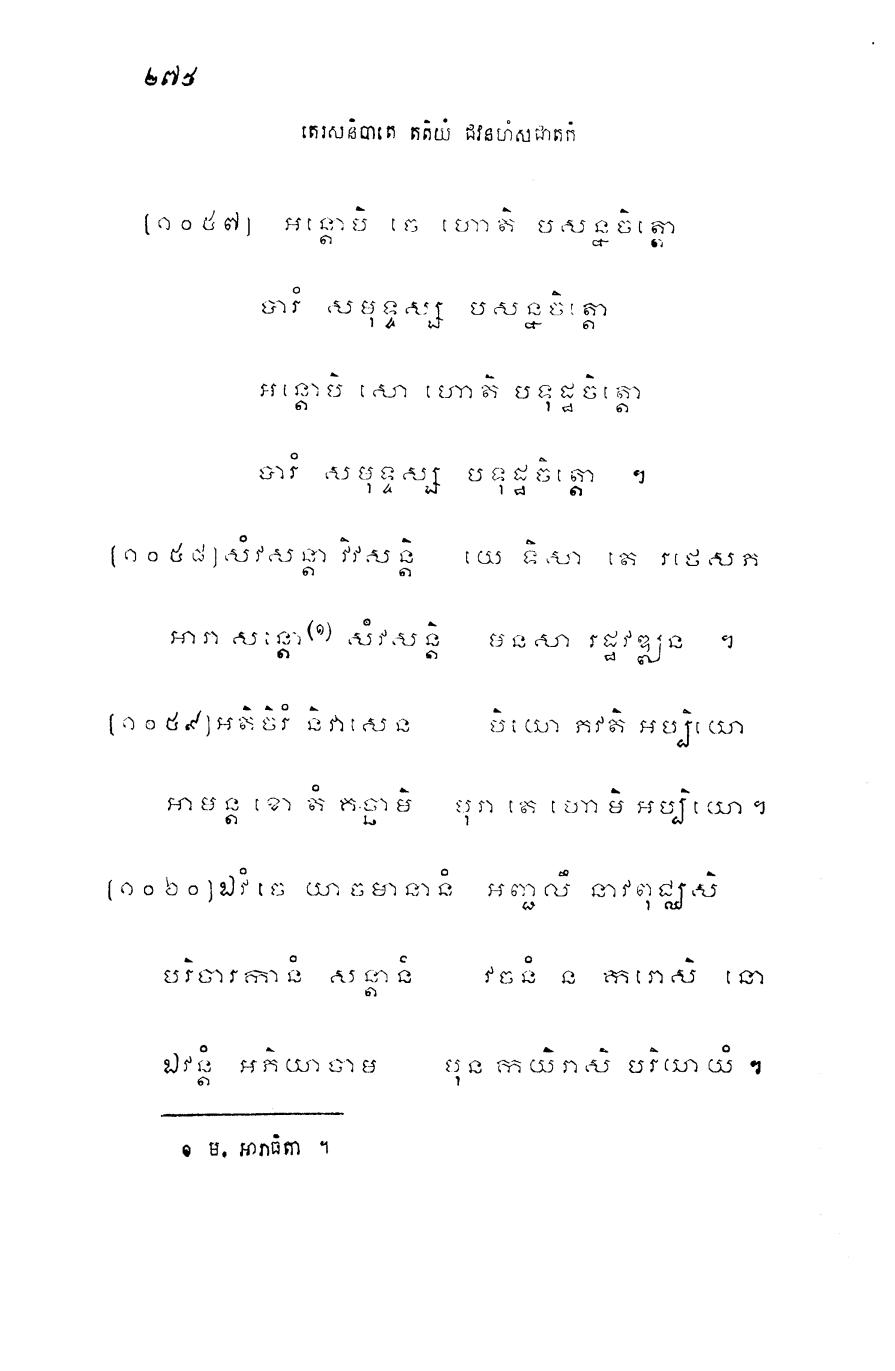 ២៧៤
តេរសនិបាតេ តតិយំ ជវនហំសជាតកំ
[១០៥៧] អន្តោបិ ចេ ហោតិ បសន្នចិត្តោ
បារំ សមុទ្ទស្ស បសន្នចិត្តោ
អន្តោបិ សោ ហោតិ បទុដ្ឋចិត្តោ
បារំ សមុទ្ទស្ស បទុដ្ឋចិត្តោ ។
[១០៥៨] សំវសន្តា វិវសន្តិ យេ ទិសា តេ រថេសភ
អារា សន្តោ(១) សំវសន្តិ មនសា រដ្ឋវឌ្ឍន ។
[១០៥៩] អតិចិរំ និវាសេន បិយោ ភវតិ អប្បិយោ
អាមន្ត ខោ តំ គច្ឆាមិ បុរា តេ ហោមិ អប្បិយោ ។
[១០៦០] ឯវំ ចេ យាចមានានំ អញ្ជលឹ នាវពុជ្ឈសិ
បរិចារកានំ សន្តានំ វចនំ ន ករោសិ នោ
ឯវន្តំ អភិយាចាម បុន កយិរាសិ បរិយាយំ ។
១ ម. អារាធិតា ។